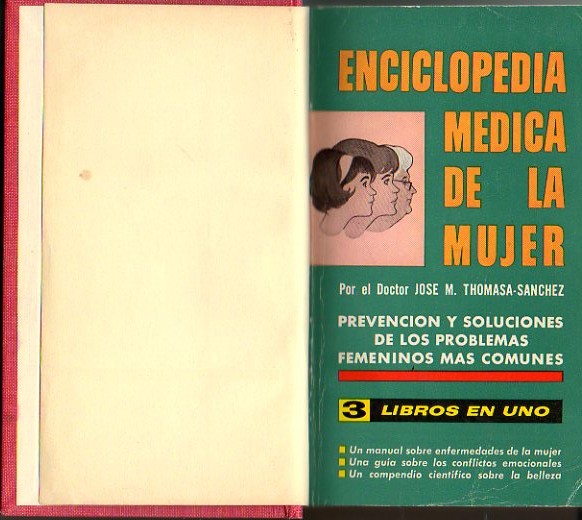 ENCICLOPEDIA
MEDICA
DE LA
MUJER
Por el Doctor JOSE M. THOMASA-SANCHEZ
PREVENCION Y SOLUCIONES
DE LOS PROBLEMAS
FEMENINOS MAS COMUNES
3 LIBROS EN UNO
Un manual sobre enfermedades de la mujer
Una guia sobre los conflictos emocionales
Un compendio científico sobre la belleza